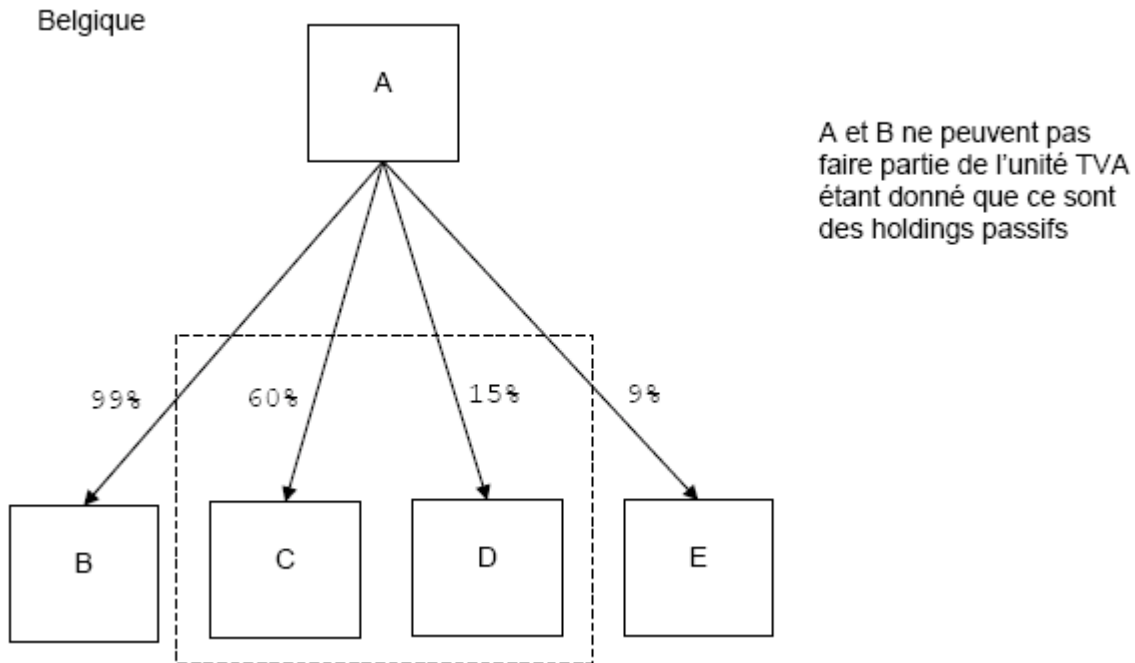 Belgique
A
A et B ne peuvent pas
faire partie de l'unité TVA
étant donné que ce sont
des holdings passifs
99%
60%
15%
9%
B
C
D
E